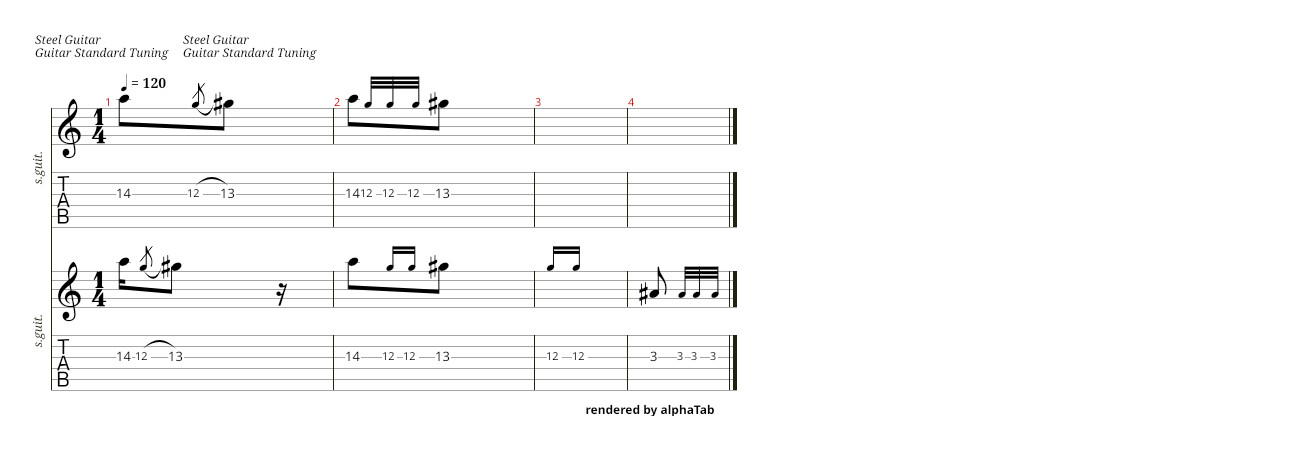 Steel Guitar Steel Guitar
Guitar Standard Tuning Guitar Standard Tuning
= 120
1 2 3 4
1
4
s.guit.
T
A
B
14 12 13 14 12 12 12 13
1
4
s.guit.
T
A
B
14 12 13 14 12 12 13 12 12 3 3 3 3
rendered by alphaTab